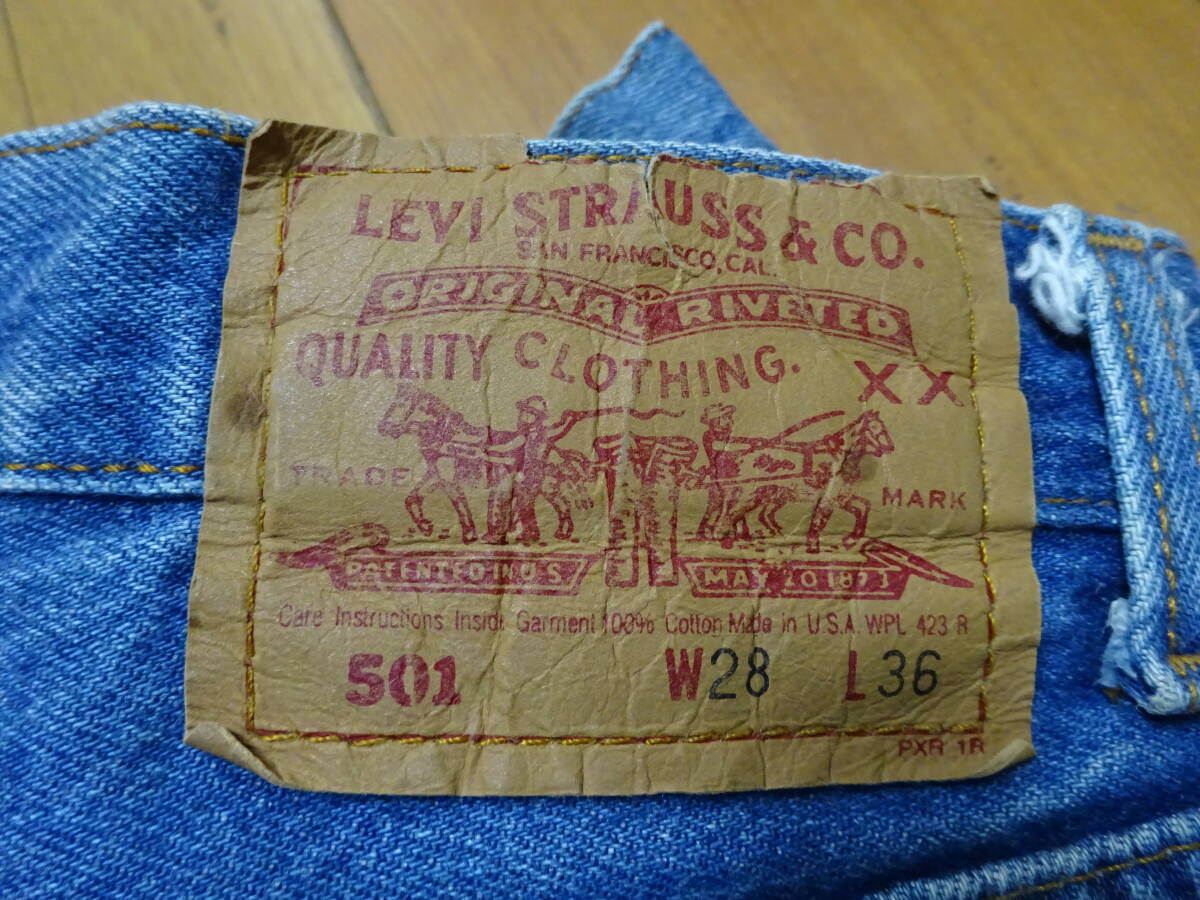 LEVI STRAUSS & CO.
SAN FRANCISCO, CAL.
ORIGINAL RIVETED
QUALITY CLOTHING.
XX
TRADE MARK
PATENTED IN U.S. MAY 20 1873
Care Instructions Inside Garment 100% Cotton Made in U.S.A. WPL 423 R
501 W28 L36
PXR 1R